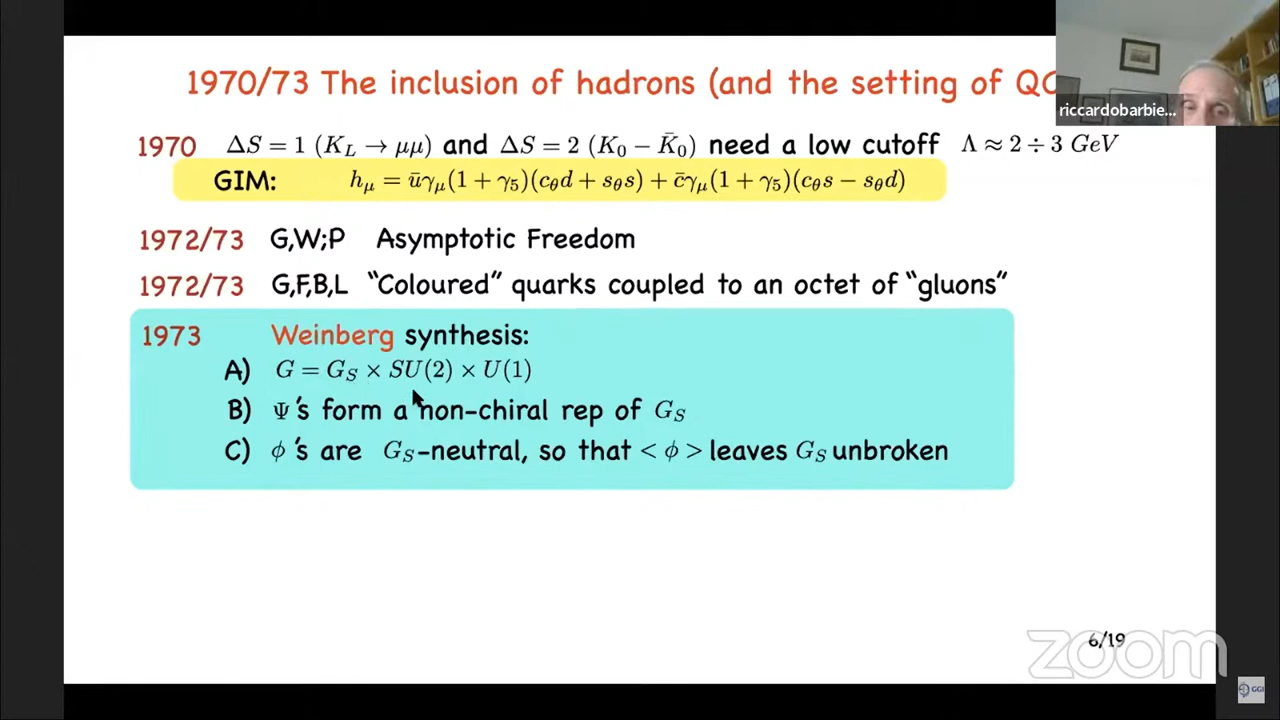 1970/73 The inclusion of hadrons (and the setting of QC
riccardobarbie...
1970 ΔS = 1 (K_L → μμ) and ΔS = 2 (K_0 − K̄_0) need a low cutoff Λ ≈ 2 ÷ 3 GeV
GIM: h_μ = ūγ_μ(1 + γ_5)(c_θd + s_θs) + c̄γ_μ(1 + γ_5)(c_θs − s_θd)
1972/73 G,W;P Asymptotic Freedom
1972/73 G,F,B,L “Coloured” quarks coupled to an octet of “gluons”
1973 Weinberg synthesis:
A) G = G_S × SU(2) × U(1)
B) Ψ's form a non-chiral rep of G_S
C) φ's are G_S-neutral, so that < φ > leaves G_S unbroken
6/19
zoom
GGI